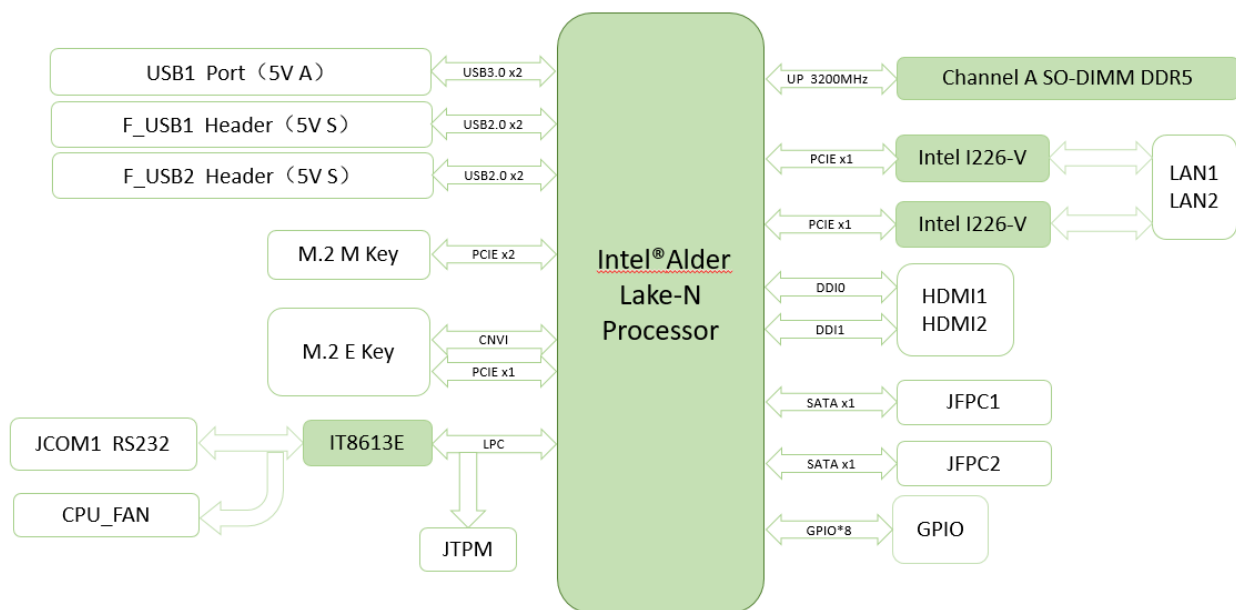 USB1 Port（5V A）
USB3.0 x2
F_USB1 Header（5V S）
USB2.0 x2
F_USB2 Header（5V S）
USB2.0 x2
M.2 M Key
PCIE x2
M.2 E Key
CNVI
PCIE x1
JCOM1 RS232
IT8613E
LPC
CPU_FAN
JTPM
Intel®Alder
Lake-N
Processor
UP 3200MHz
Channel A SO-DIMM DDR5
PCIE x1
Intel I226-V
LAN1
LAN2
PCIE x1
Intel I226-V
DDI0
HDMI1
HDMI2
DDI1
SATA x1
JFPC1
SATA x1
JFPC2
GPIO*8
GPIO